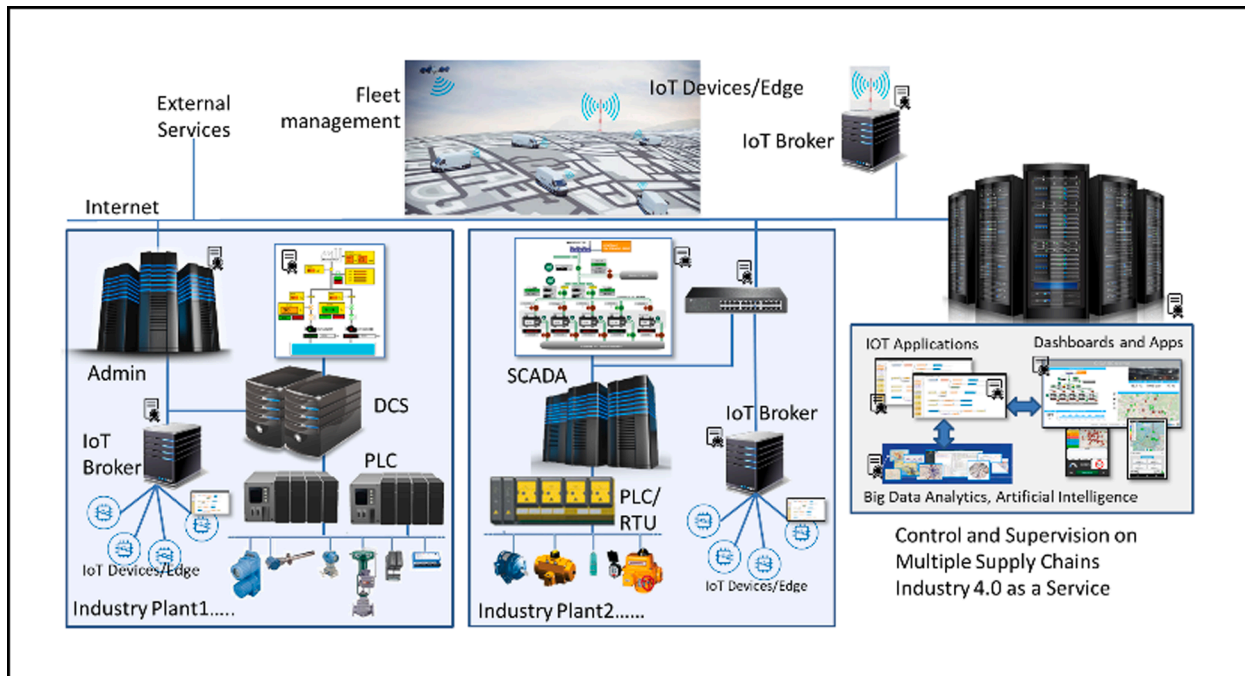 External
Services
Fleet
management
IoT Devices/Edge
IoT Broker
Internet
Admin
DCS
IoT
Broker
PLC
IoT Devices/Edge
Industry Plant1.....
SCADA
IoT Broker
PLC/
RTU
IoT Devices/Edge
Industry Plant2......
IOT Applications
Dashboards and Apps
Big Data Analytics, Artificial Intelligence
Control and Supervision on
Multiple Supply Chains
Industry 4.0 as a Service